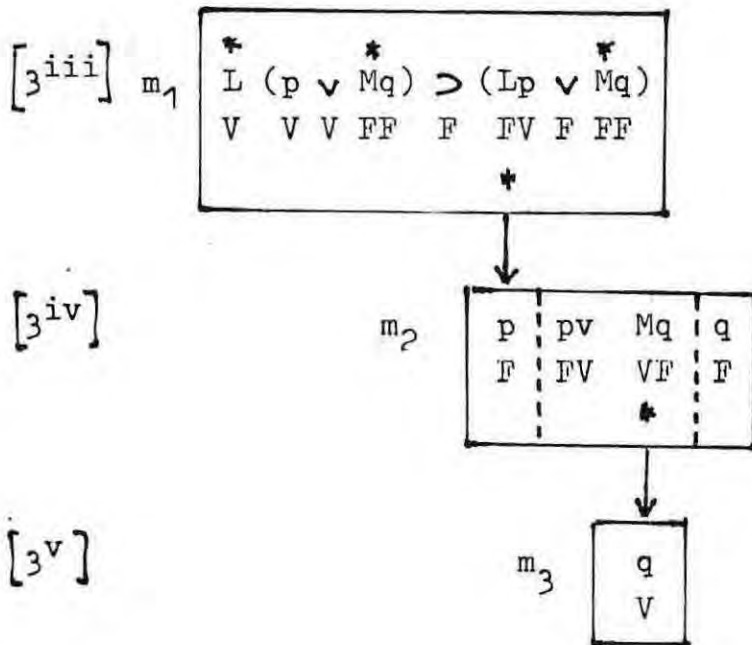 * * *
[3iii] m1 L (p ∨ Mq) ⊃ (Lp ∨ Mq)
V V V FF F FV F FF
*
[3iv] m2 p pv Mq q
F FV VF F
*
[3v] m3 q
V